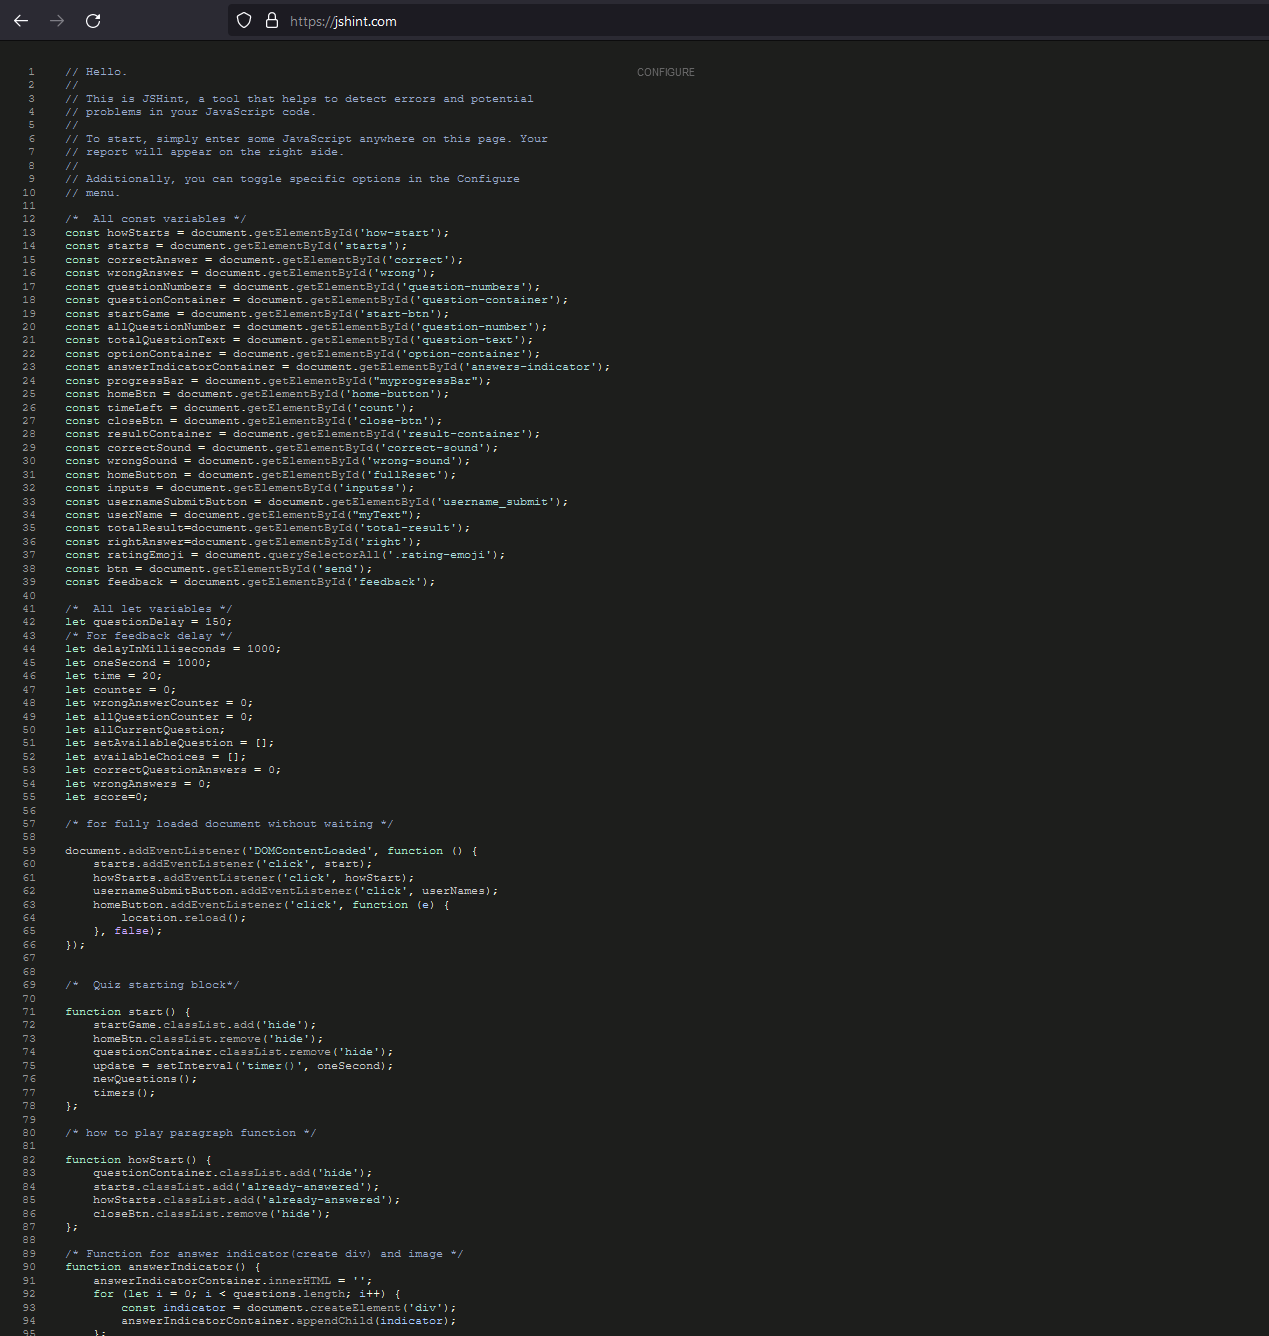 https://jshint.com
CONFIGURE
1 // Hello.
2 //
3 // This is JSHint, a tool that helps to detect errors and potential
4 // problems in your JavaScript code.
5 //
6 // To start, simply enter some JavaScript anywhere on this page. Your
7 // report will appear on the right side.
8 //
9 // Additionally, you can toggle specific options in the Configure
10 // menu.
11
12 /*  All const variables */
13 const howStarts = document.getElementById('how-start');
14 const starts = document.getElementById('starts');
15 const correctAnswer = document.getElementById('correct');
16 const wrongAnswer = document.getElementById('wrong');
17 const questionNumbers = document.getElementById('question-numbers');
18 const questionContainer = document.getElementById('question-container');
19 const startGame = document.getElementById('start-btn');
20 const allQuestionNumber = document.getElementById('question-number');
21 const totalQuestionText = document.getElementById('question-text');
22 const optionContainer = document.getElementById('option-container');
23 const answerIndicatorContainer = document.getElementById('answers-indicator');
24 const progressBar = document.getElementById("myprogressBar");
25 const homeBtn = document.getElementById('home-button');
26 const timeLeft = document.getElementById('count');
27 const closeBtn = document.getElementById('close-btn');
28 const resultContainer = document.getElementById('result-container');
29 const correctSound = document.getElementById('correct-sound');
30 const wrongSound = document.getElementById('wrong-sound');
31 const homeButton = document.getElementById('fullReset');
32 const inputs = document.getElementById('inputss');
33 const usernameSubmitButton = document.getElementById('username_submit');
34 const userName = document.getElementById("myText");
35 const totalResult=document.getElementById('total-result');
36 const rightAnswer=document.getElementById('right');
37 const ratingEmoji = document.querySelectorAll('.rating-emoji');
38 const btn = document.getElementById('send');
39 const feedback = document.getElementById('feedback');
40
41 /*  All let variables */
42 let questionDelay = 150;
43 /* For feedback delay */
44 let delayInMilliseconds = 1000;
45 let oneSecond = 1000;
46 let time = 20;
47 let counter = 0;
48 let wrongAnswerCounter = 0;
49 let allQuestionCounter = 0;
50 let allCurrentQuestion;
51 let setAvailableQuestion = [];
52 let availableChoices = [];
53 let correctQuestionAnswers = 0;
54 let wrongAnswers = 0;
55 let score=0;
56
57 /* for fully loaded document without waiting */
58
59 document.addEventListener('DOMContentLoaded', function () {
60     starts.addEventListener('click', start);
61     howStarts.addEventListener('click', howStart);
62     usernameSubmitButton.addEventListener('click', userNames);
63     homeButton.addEventListener('click', function (e) {
64         location.reload();
65     }, false);
66 });
67
68
69 /*  Quiz starting block*/
70
71 function start() {
72     startGame.classList.add('hide');
73     homeBtn.classList.remove('hide');
74     questionContainer.classList.remove('hide');
75     update = setInterval('timer()', oneSecond);
76     newQuestions();
77     timers();
78 };
79
80 /* how to play paragraph function */
81
82 function howStart() {
83     questionContainer.classList.add('hide');
84     starts.classList.add('already-answered');
85     howStarts.classList.add('already-answered');
86     closeBtn.classList.remove('hide');
87 };
88
89 /* Function for answer indicator(create div) and image */
90 function answerIndicator() {
91     answerIndicatorContainer.innerHTML = '';
92     for (let i = 0; i < questions.length; i++) {
93         const indicator = document.createElement('div');
94         answerIndicatorContainer.appendChild(indicator);
95     };